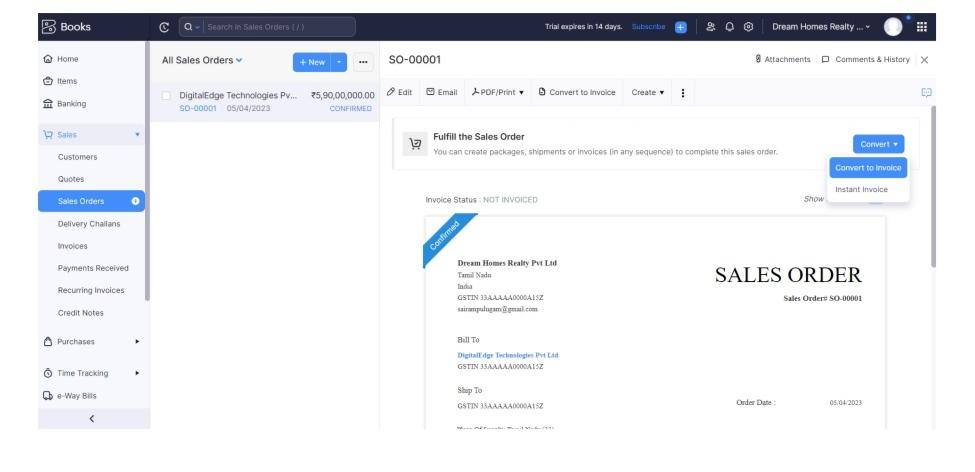 Books
Search in Sales Orders ( / )
Trial expires in 14 days. Subscribe
Dream Homes Realty ...
Home
Items
Banking
Sales
Customers
Quotes
Sales Orders
Delivery Challans
Invoices
Payments Received
Recurring Invoices
Credit Notes
Purchases
Time Tracking
e-Way Bills
All Sales Orders
+ New
DigitalEdge Technologies Pv... ₹5,90,00,000.00
SO-00001 05/04/2023 CONFIRMED
SO-00001
Attachments Comments & History
Edit Email PDF/Print Convert to Invoice Create
Fulfill the Sales Order
You can create packages, shipments or invoices (in any sequence) to complete this sales order.
Convert
Convert to Invoice
Instant Invoice
Invoice Status : NOT INVOICED
Show
Confirmed
Dream Homes Realty Pvt Ltd
Tamil Nadu
India
GSTIN 33AAAAA0000A15Z
sairampulugam@gmail.com
SALES ORDER
Sales Order# SO-00001
Bill To
DigitalEdge Technologies Pvt Ltd
GSTIN 33AAAAA0000A15Z
Ship To
GSTIN 33AAAAA0000A15Z
Order Date : 05/04/2023